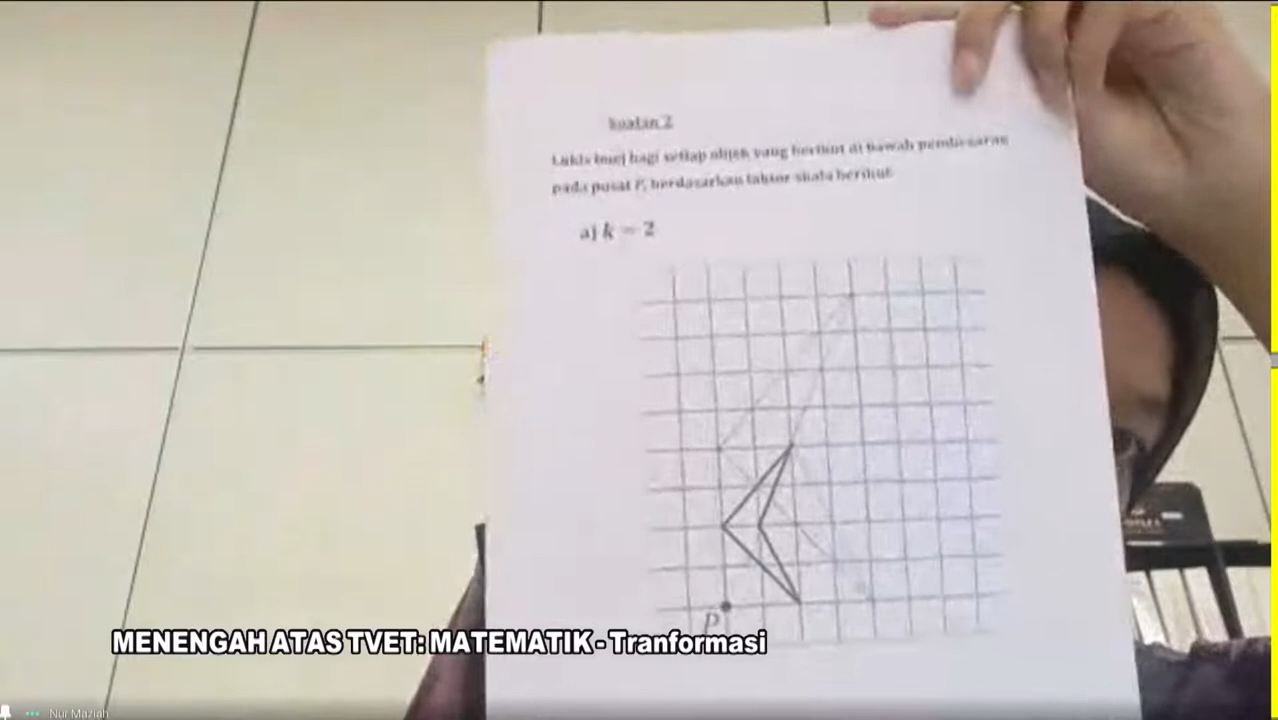 Soalan 2
Lukis imej bagi setiap objek yang berikut di bawah pembesaran
pada pusat P, berdasarkan faktor skala berikut.
a) k = 2
P
MENENGAH ATAS TVET: MATEMATIK - Tranformasi
Nur Maziah